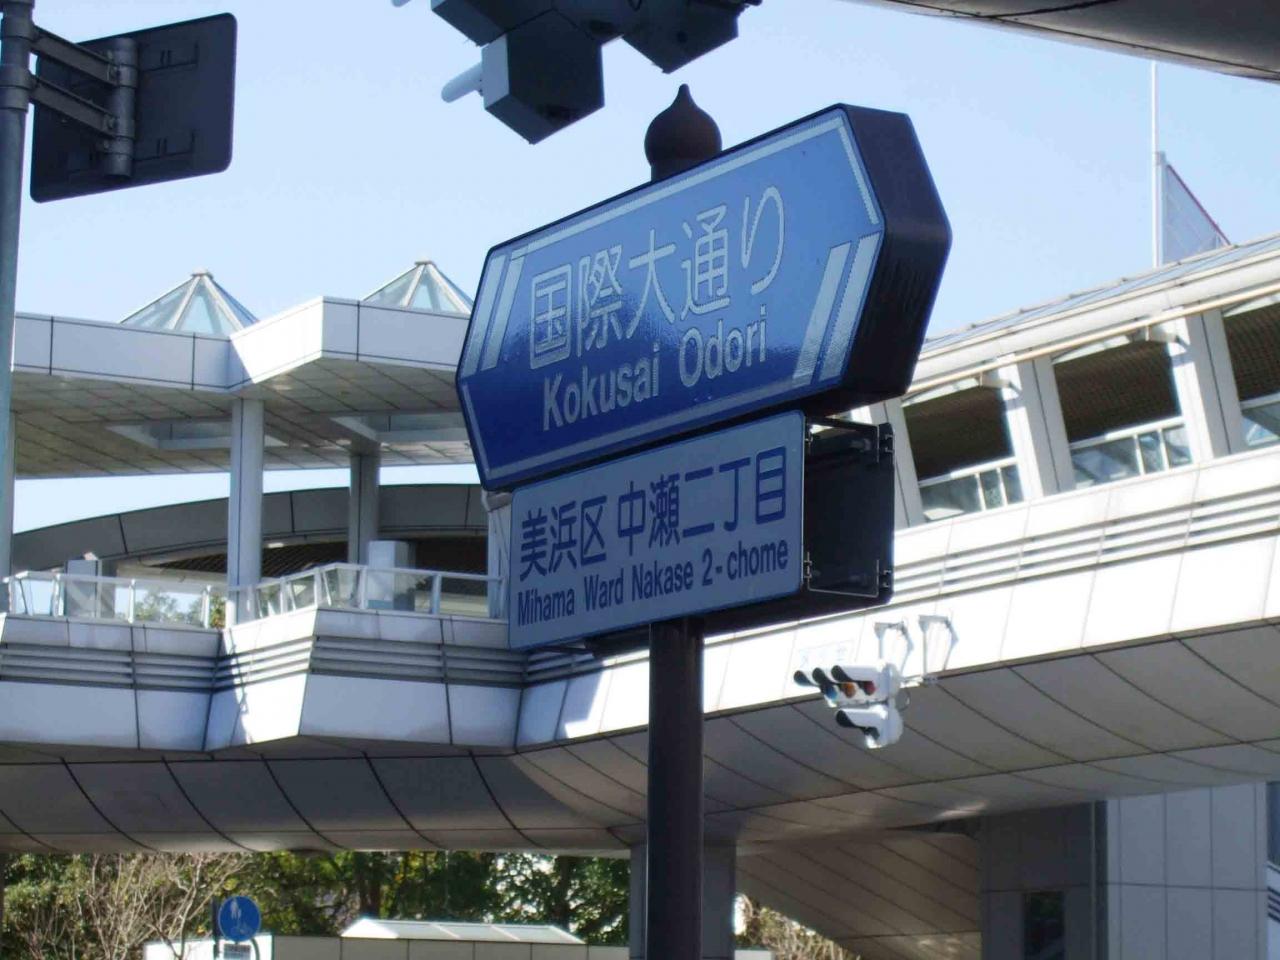 国際大通り
Kokusai Odori
美浜区 中瀬二丁目
Mihama Ward Nakase 2-chome